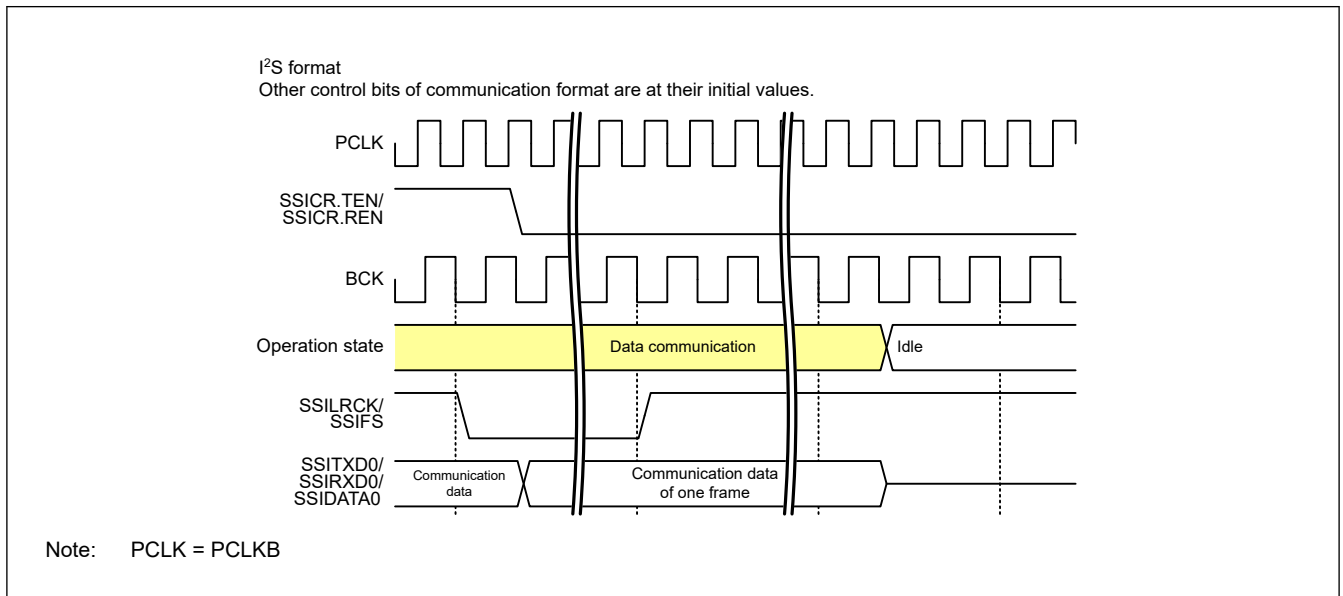 I²S format
Other control bits of communication format are at their initial values.
PCLK
SSICR.TEN/
SSICR.REN
BCK
Operation state
Data communication
Idle
SSILRCK/
SSIFS
SSITXD0/
SSIRXD0/
SSIDATA0
Communication
data
Communication data
of one frame
Note: PCLK = PCLKB